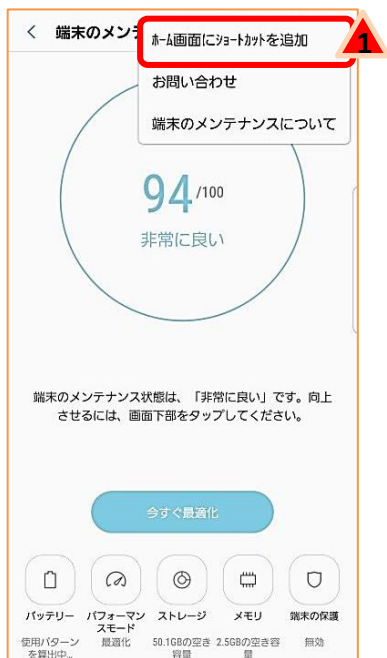 端末のメン
ホーム画面にショートカットを追加
1
お問い合わせ
端末のメンテナンスについて
94/100
非常に良い
端末のメンテナンス状態は、「非常に良い」です。向上
させるには、画面下部をタップしてください。
今すぐ最適化
バッテリー
使用パターン
を算出中...
パフォーマン
スモード
最適化
ストレージ
50.1GBの空き
容量
メモリ
2.5GBの空き容
量
端末の保護
無効